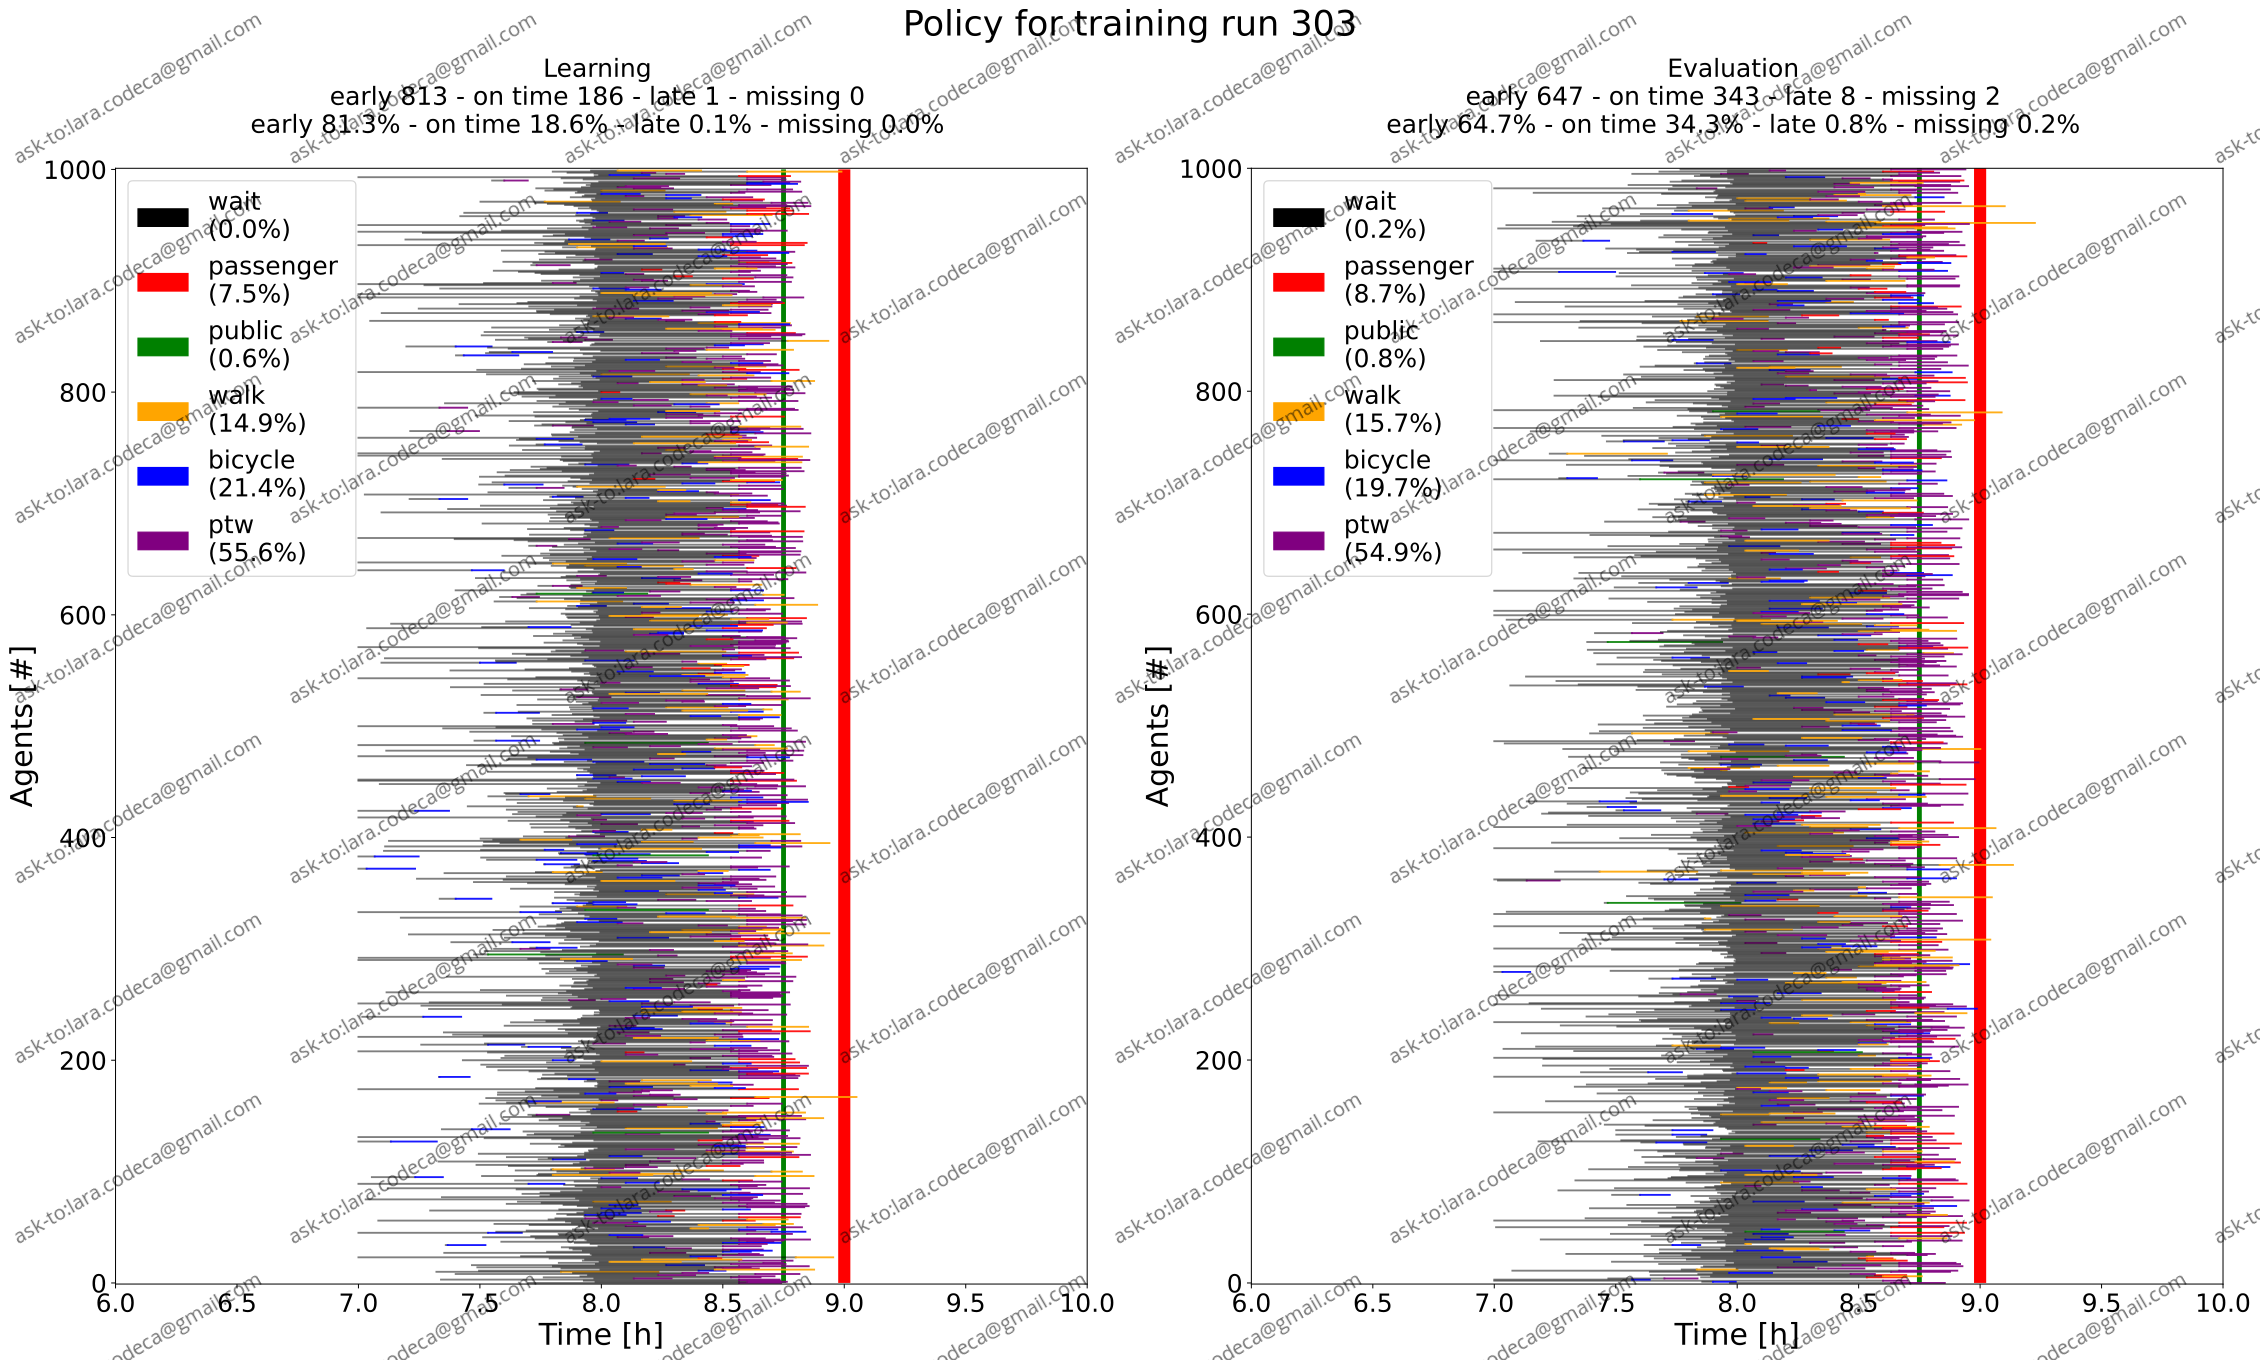 Policy for training run 303
Learning
early 813 - on time 186 - late 1 - missing 0
early 81.3% - on time 18.6% - late 0.1% - missing 0.0%
1000
800
600
400
200
0
Agents [#]
wait
(0.0%)
passenger
(7.5%)
public
(0.6%)
walk
(14.9%)
bicycle
(21.4%)
ptw
(55.6%)
6.0 6.5 7.0 7.5 8.0 8.5 9.0 9.5 10.0
Time [h]
Evaluation
early 647 - on time 343 - late 8 - missing 2
early 64.7% - on time 34.3% - late 0.8% - missing 0.2%
1000
800
600
400
200
0
Agents [#]
wait
(0.2%)
passenger
(8.7%)
public
(0.8%)
walk
(15.7%)
bicycle
(19.7%)
ptw
(54.9%)
6.0 6.5 7.0 7.5 8.0 8.5 9.0 9.5 10.0
Time [h]
ask-to:lara.codeca@gmail.com